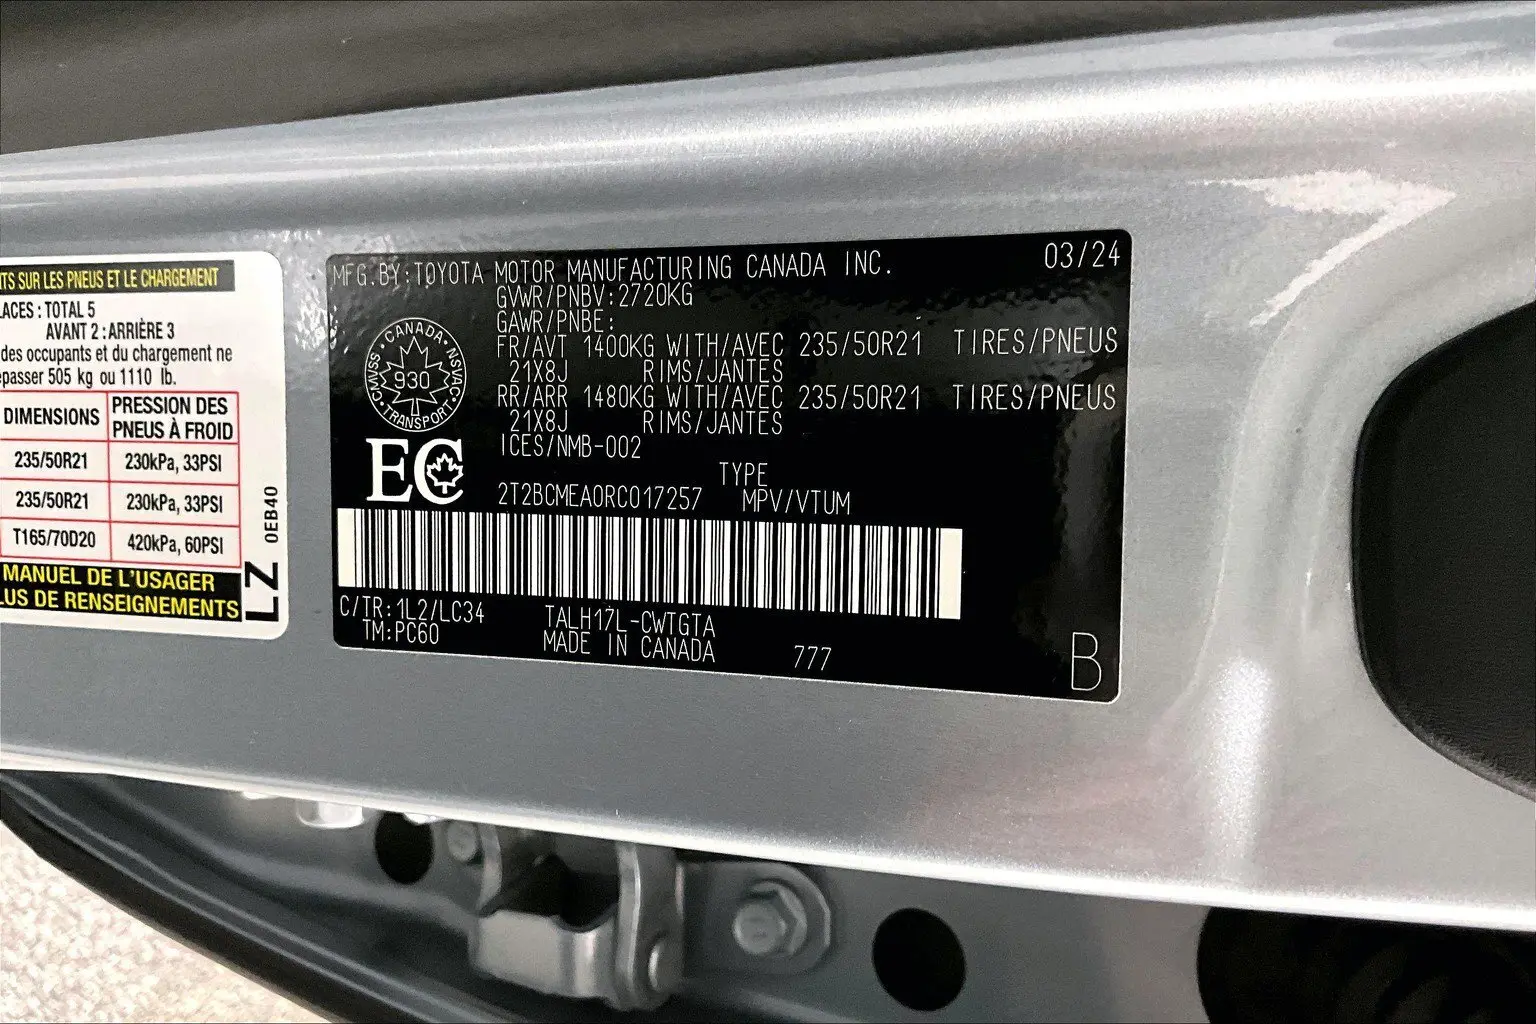 TS SUR LES PNEUS ET LE CHARGEMENT
LACES : TOTAL 5
AVANT 2 : ARRIÈRE 3
des occupants et du chargement ne
passer 505 kg ou 1110 lb.
DIMENSIONS PRESSION DES PNEUS À FROID
235/50R21 230kPa, 33PSI
235/50R21 230kPa, 33PSI
T165/70D20 420kPa, 60PSI
MANUEL DE L'USAGER
LUS DE RENSEIGNEMENTS
0EB40
LZ
MFG.BY:TOYOTA MOTOR MANUFACTURING CANADA INC. 03/24
GVWR/PNBV:2720KG
GAWR/PNBE:
FR/AVT 1400KG WITH/AVEC 235/50R21 TIRES/PNEUS
21X8J RIMS/JANTES
RR/ARR 1480KG WITH/AVEC 235/50R21 TIRES/PNEUS
21X8J RIMS/JANTES
ICES/NMB-002
CANADA
CMVSS NSVAC
930
TRANSPORT
EC
TYPE
2T2BCMEA0RC017257 MPV/VTUM
C/TR:1L2/LC34 TALH17L-CWTGTA
TM:PC60 MADE IN CANADA 777
B